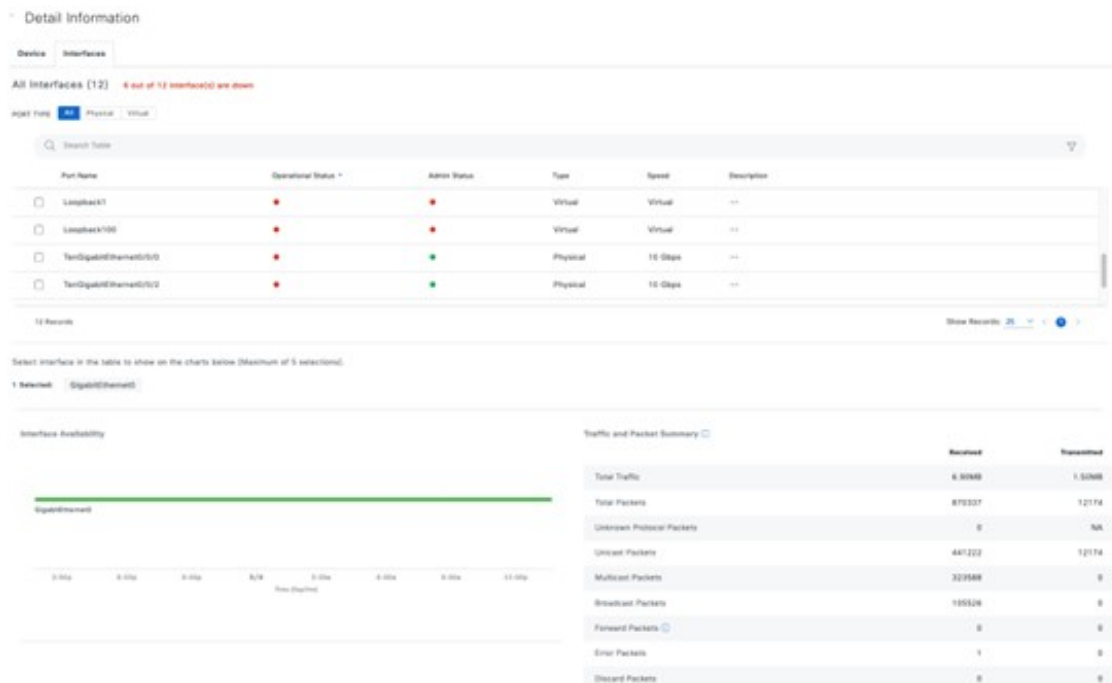 Detail Information
Device Interfaces
All Interfaces (12) 6 out of 12 interface(s) are down
PORT TYPE All Physical Virtual
Search Table
Port Name Operational Status Admin Status Type Speed Description
Loopback1 Virtual Virtual --
Loopback100 Virtual Virtual --
TenGigabitEthernet0/0/0 Physical 10 Gbps --
TenGigabitEthernet0/0/2 Physical 10 Gbps --
12 Records Show Records: 25 1
Select interface in the table to show on the charts below (Maximum of 5 selections).
1 Selected: GigabitEthernet0
Interface Availability Traffic and Packet Summary
Received Transmitted
Total Traffic 6.90MB 1.50MB
Total Packets 870337 12174
GigabitEthernet0
Unknown Protocol Packets 0 NA
Unicast Packets 441222 12174
Time (Day/Hrs)
Multicast Packets 323588 0
Broadcast Packets 105526 0
Forward Packets 0 0
Error Packets 1 0
Discard Packets 0 0